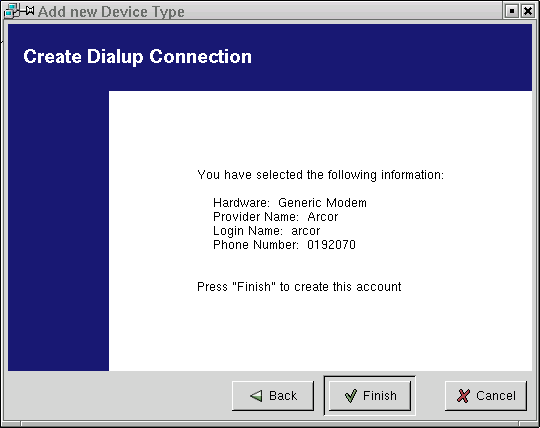 Add new Device Type
Create Dialup Connection
You have selected the following information:
Hardware: Generic Modem
Provider Name: Arcor
Login Name: arcor
Phone Number: 0192070
Press "Finish" to create this account
Back
Finish
Cancel